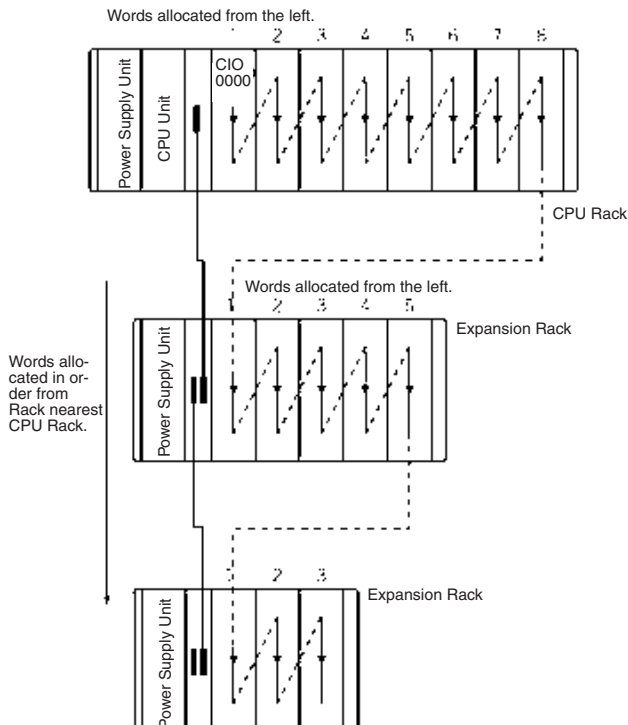 Words allocated from the left.
1 2 3 4 5 6 7 8
Power Supply Unit
CPU Unit
CIO
0000
CPU Rack
Words allocated from the left.
1 2 3 4 5
Expansion Rack
Power Supply Unit
Words allo-
cated in or-
der from
Rack nearest
CPU Rack.
1 2 3
Expansion Rack
Power Supply Unit